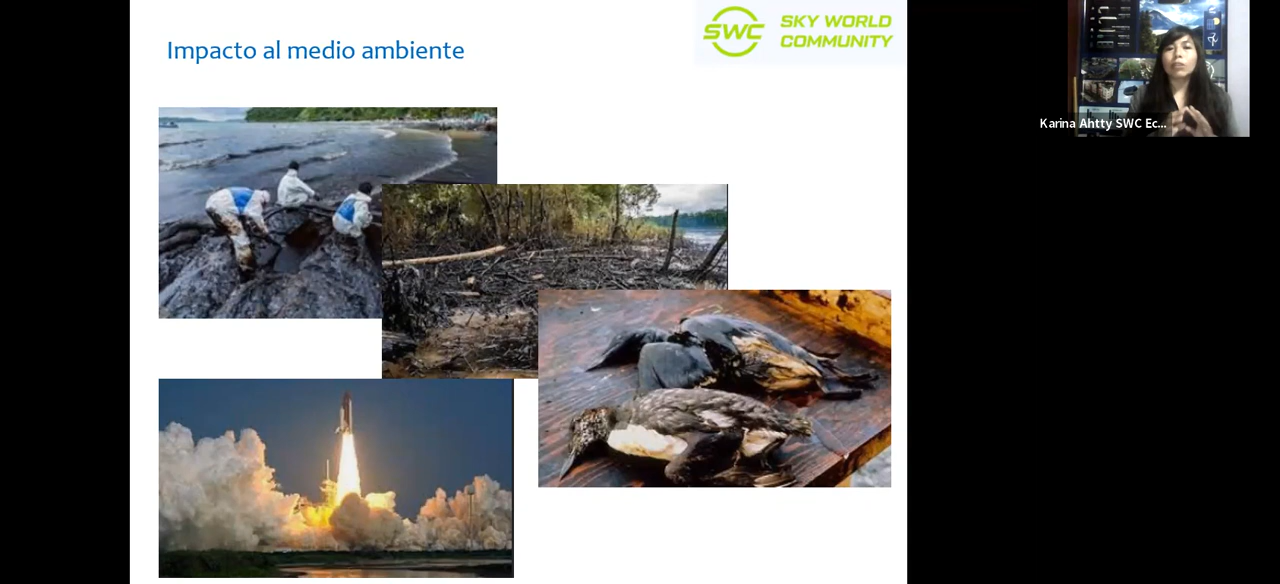 Impacto al medio ambiente
SWC
SKY WORLD
COMMUNITY
Karina Ahtty SWC Ec...